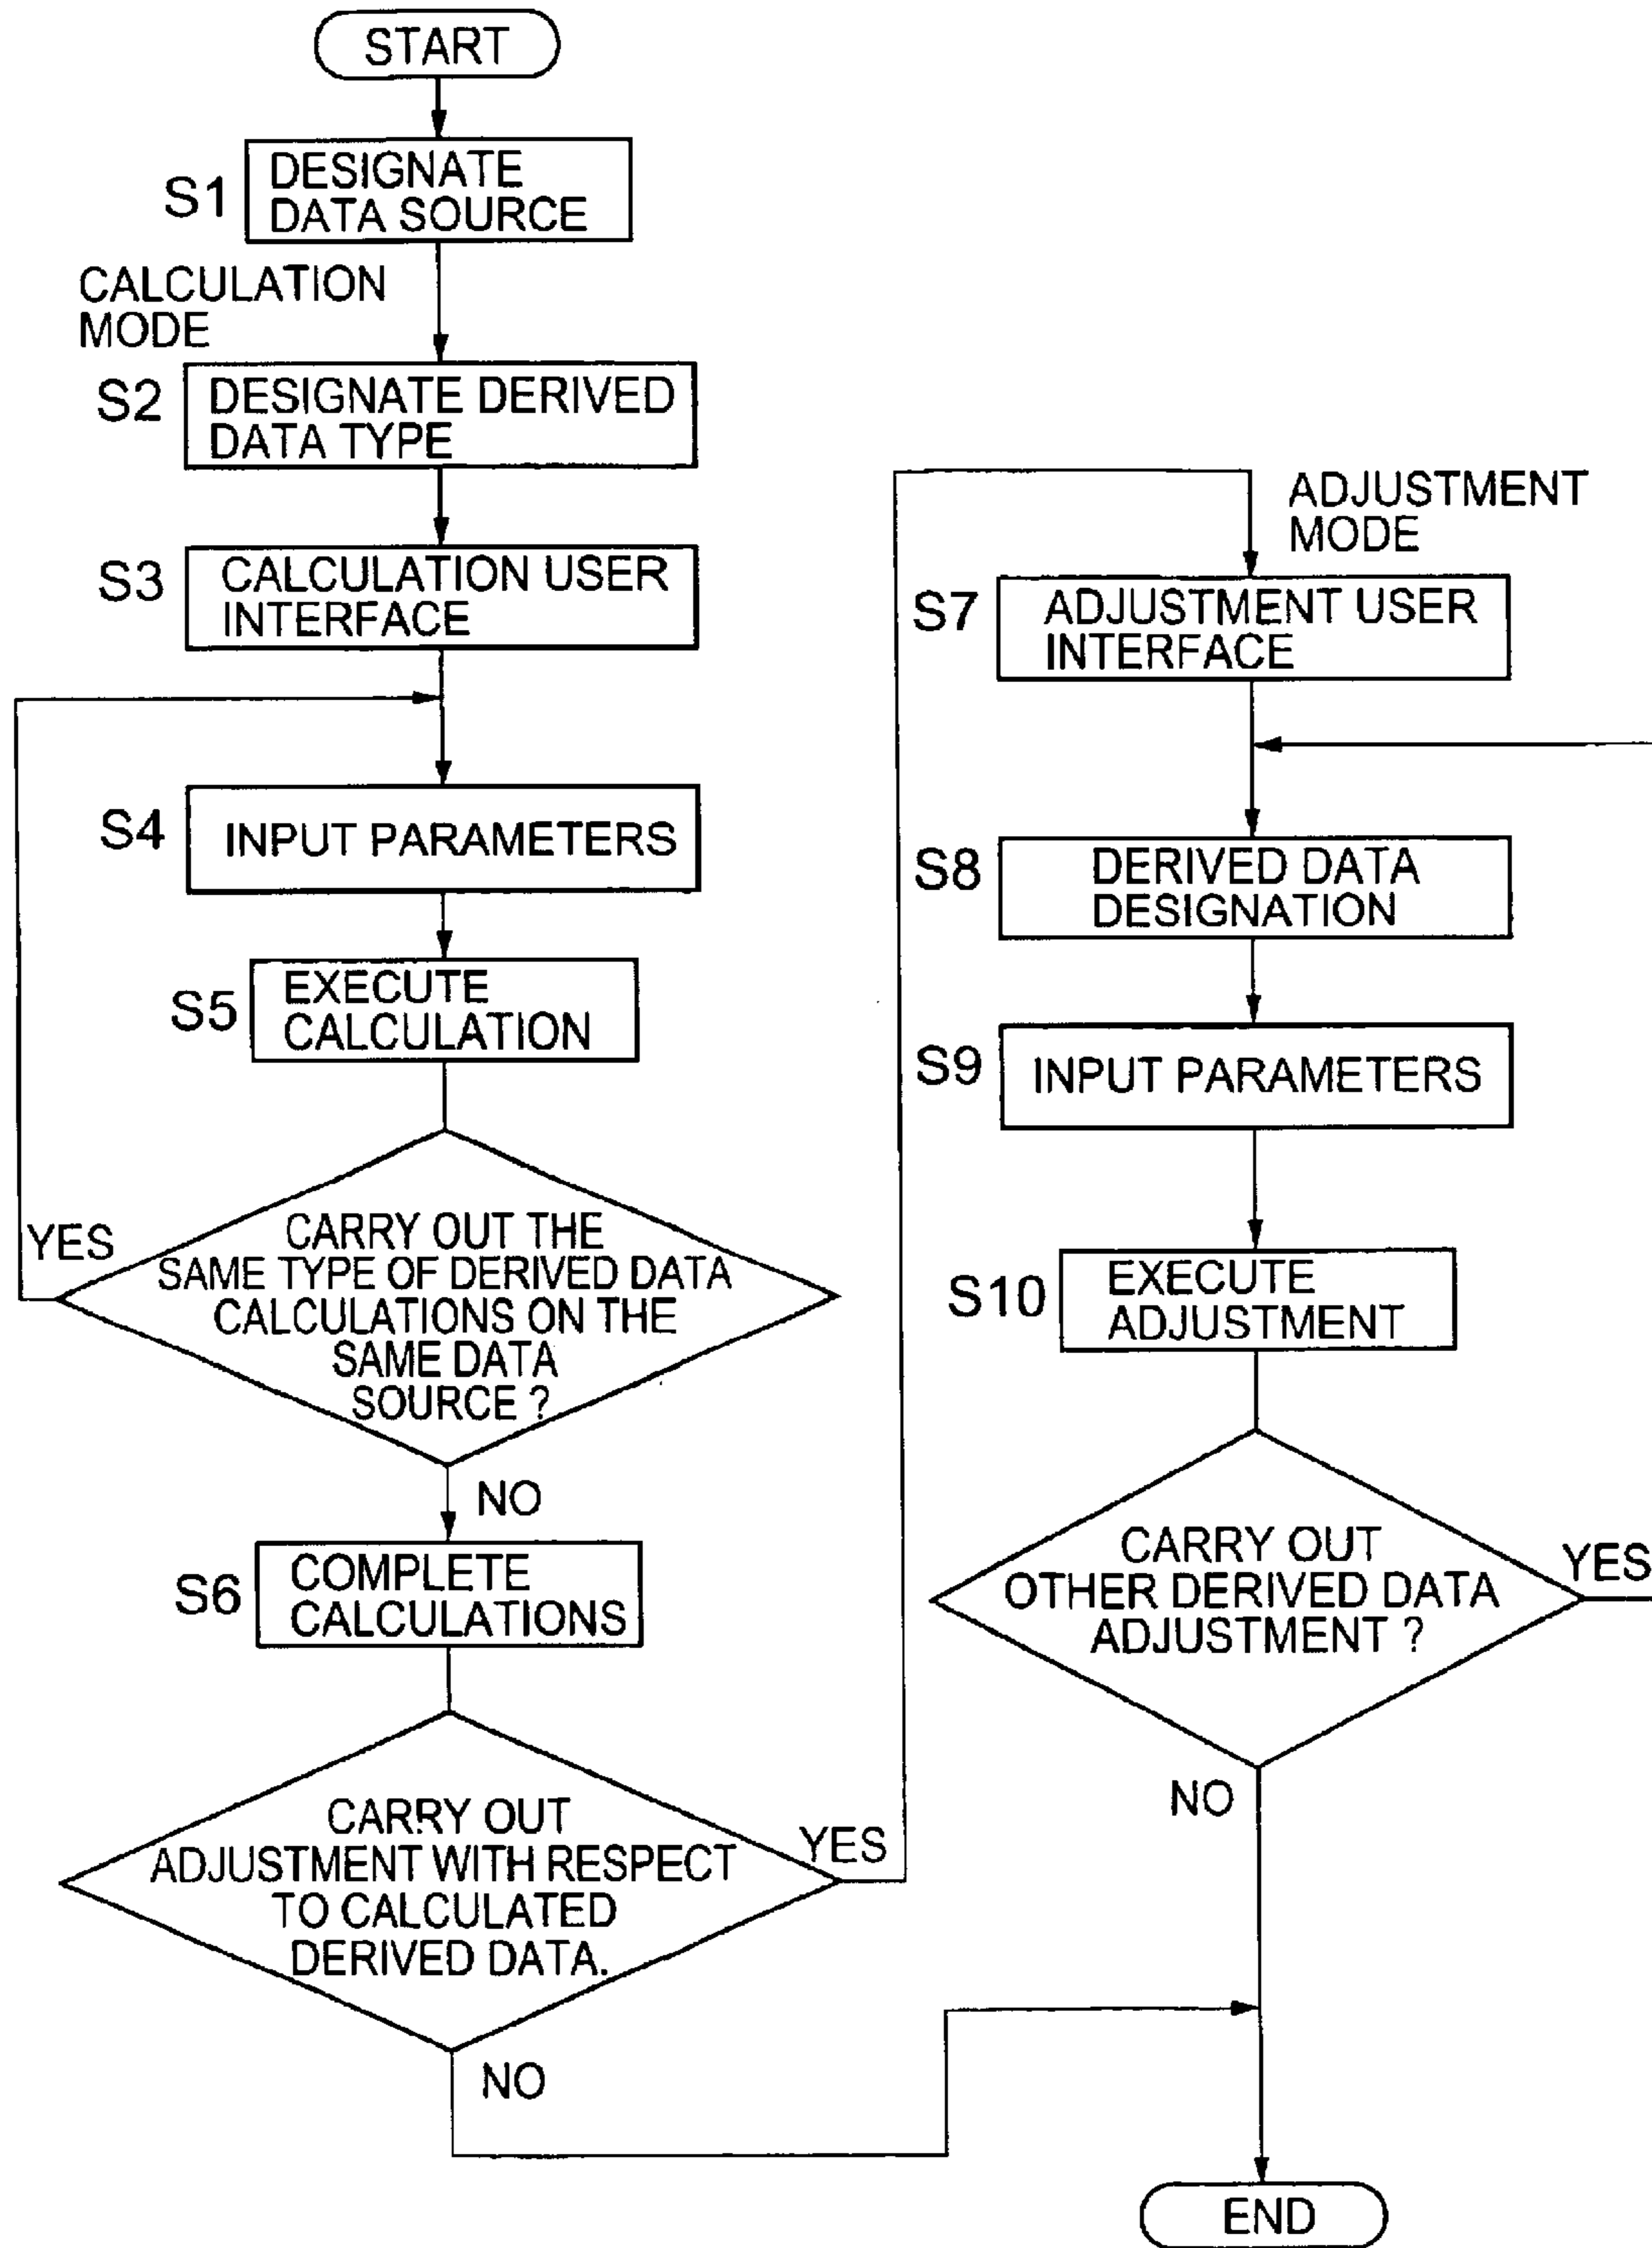 START
S1
DESIGNATE
DATA SOURCE
CALCULATION
MODE
S2
DESIGNATE DERIVED
DATA TYPE
S3
CALCULATION USER
INTERFACE
S4
INPUT PARAMETERS
S5
EXECUTE
CALCULATION
YES
CARRY OUT THE
SAME TYPE OF DERIVED DATA
CALCULATIONS ON THE
SAME DATA
SOURCE ?
NO
S6
COMPLETE
CALCULATIONS
CARRY OUT
ADJUSTMENT WITH RESPECT
TO CALCULATED
DERIVED DATA.
YES
NO
ADJUSTMENT
MODE
S7
ADJUSTMENT USER
INTERFACE
S8
DERIVED DATA
DESIGNATION
S9
INPUT PARAMETERS
S10
EXECUTE
ADJUSTMENT
CARRY OUT
OTHER DERIVED DATA
ADJUSTMENT ?
YES
NO
END